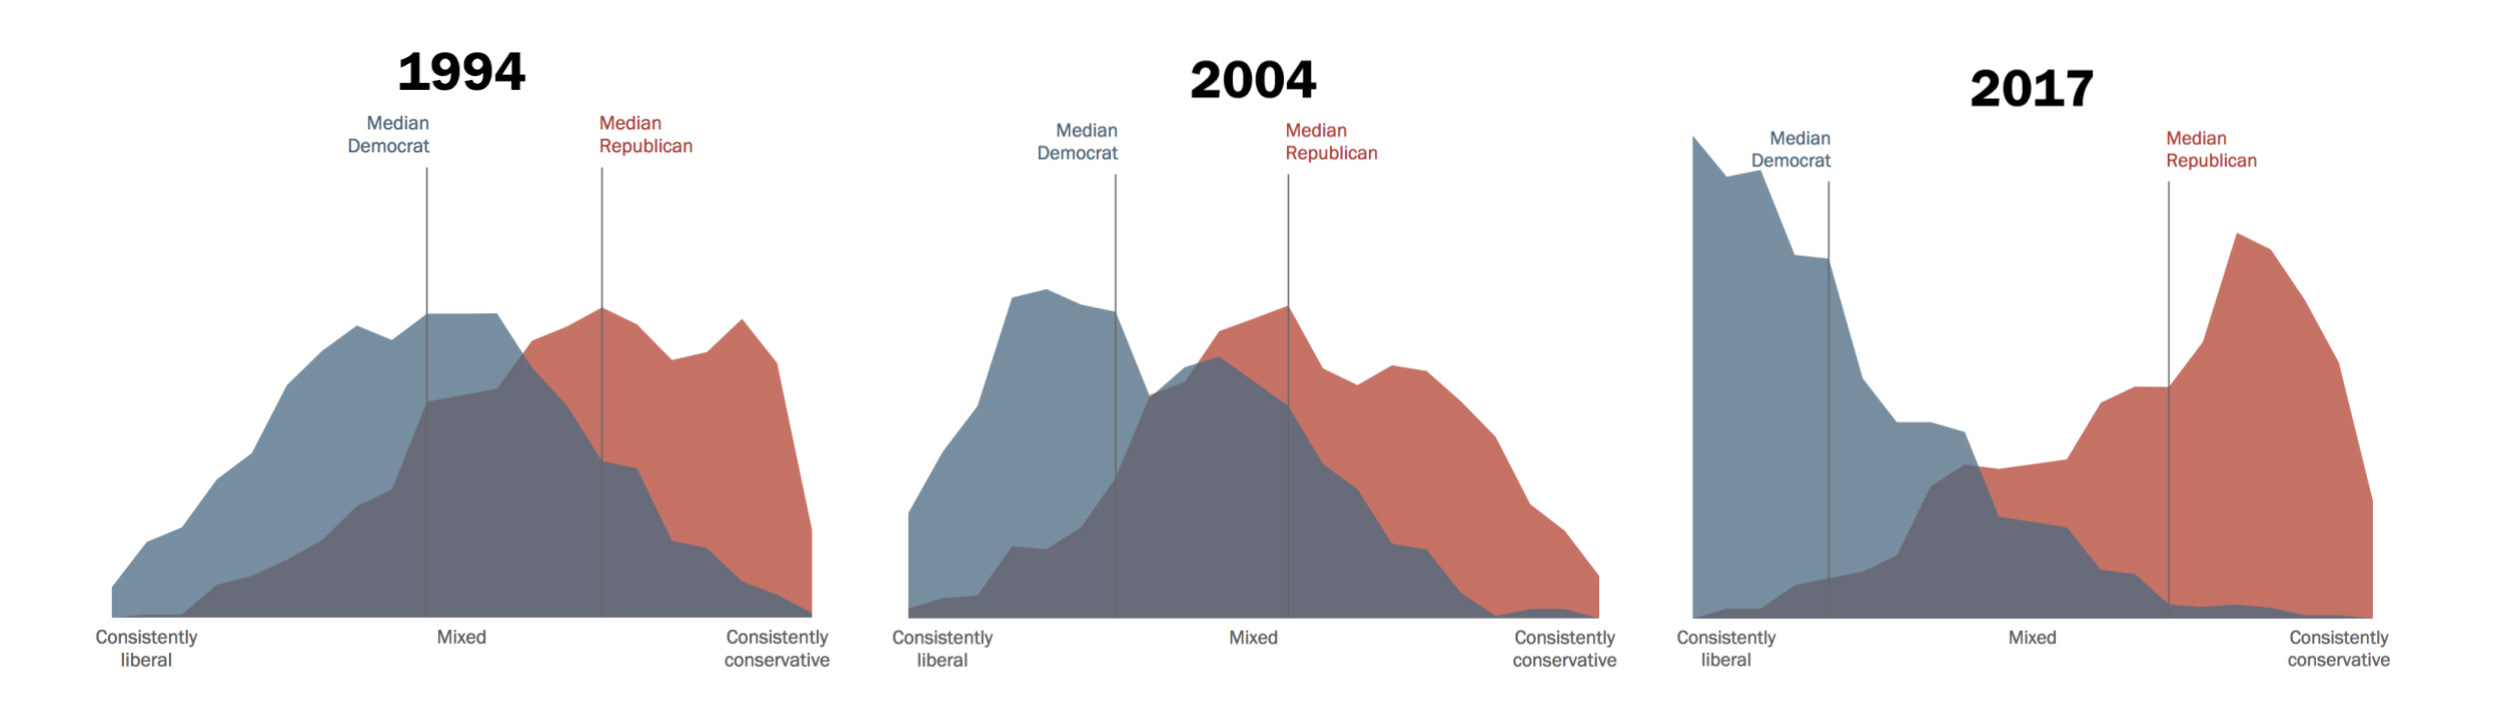 1994
Median
Democrat
Median
Republican
Consistently
liberal
Mixed
Consistently
conservative
2004
Median
Democrat
Median
Republican
Consistently
liberal
Mixed
Consistently
conservative
2017
Median
Democrat
Median
Republican
Consistently
liberal
Mixed
Consistently
conservative